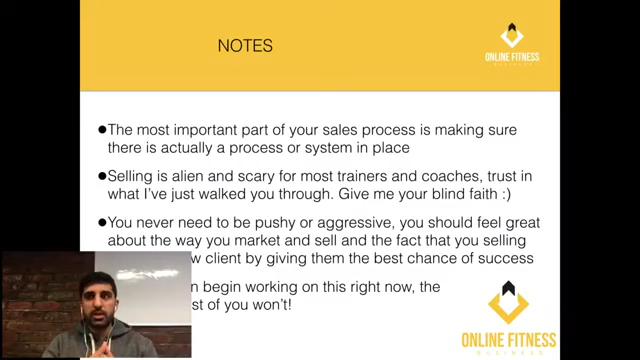 NOTES
ONLINE FITNESS
BUSINESS
●The most important part of your sales process is making sure
there is actually a process or system in place
●Selling is alien and scary for most trainers and coaches, trust in
what I've just walked you through. Give me your blind faith :)
●You never need to be pushy or aggressive, you should feel great
about the way you market and sell and the fact that you selling
client by giving them the best chance of success
begin working on this right now, the
of you won't!
ONLINE FITNESS
BUSINESS